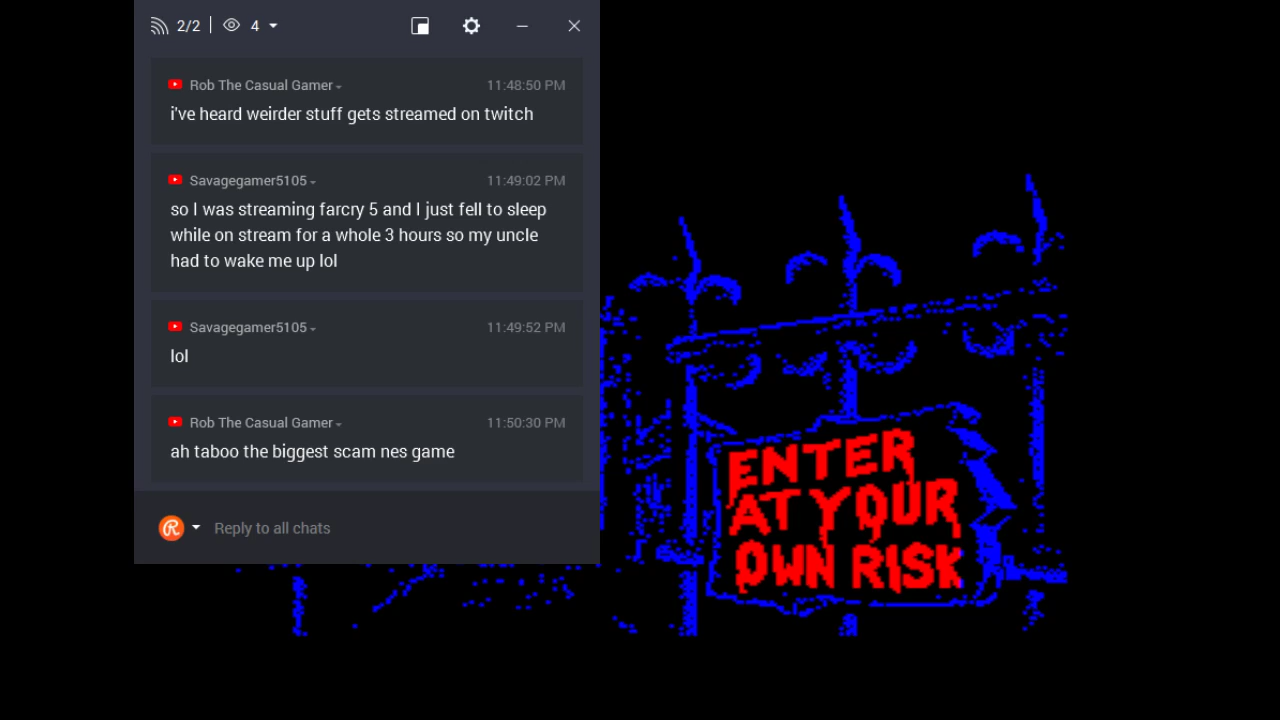 2/2 4
Rob The Casual Gamer 11:48:50 PM
i've heard weirder stuff gets streamed on twitch
Savagegamer5105 11:49:02 PM
so I was streaming farcry 5 and I just fell to sleep
while on stream for a whole 3 hours so my uncle
had to wake me up lol
Savagegamer5105 11:49:52 PM
lol
Rob The Casual Gamer 11:50:30 PM
ah taboo the biggest scam nes game
Reply to all chats
ENTER
AT YOUR
OWN RISK